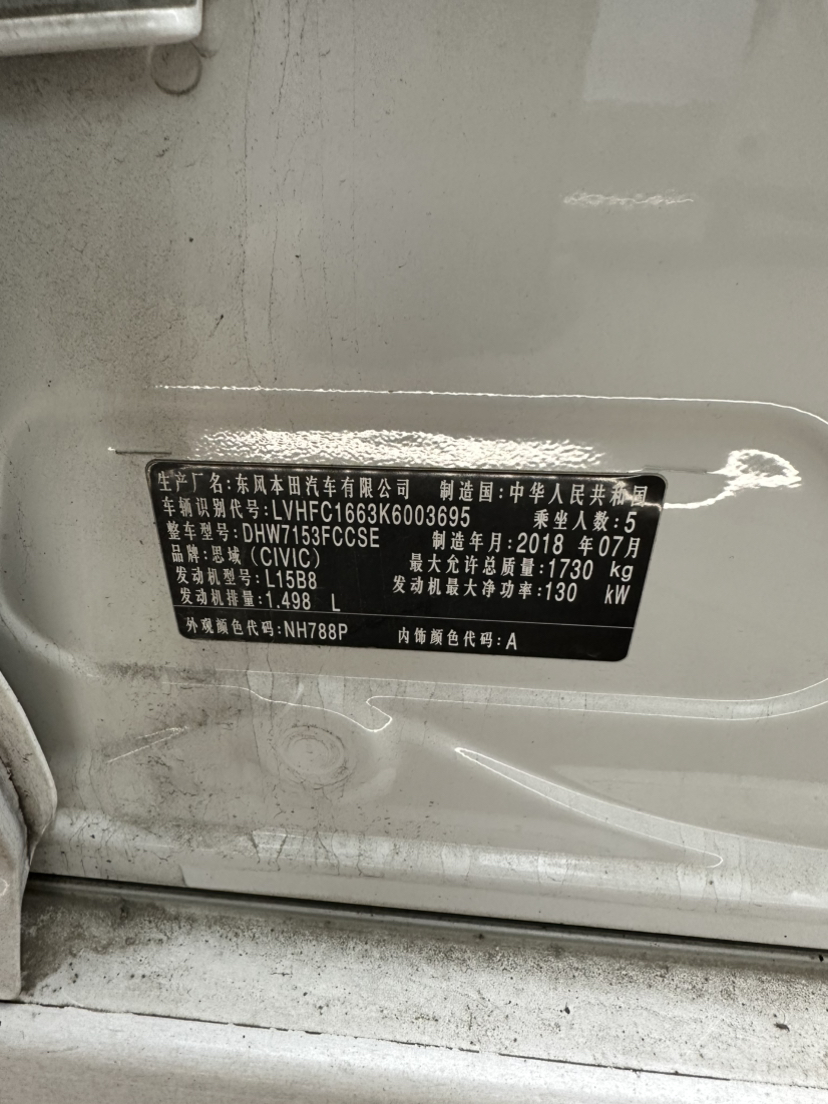 生产厂名:东风本田汽车有限公司 制造国:中华人民共和国
车辆识别代号:LVHFC1663K6003695 乘坐人数:5
整车型号:DHW7153FCCSE 制造年月:2018 年07月
品牌:思域(CIVIC) 最大允许总质量:1730 kg
发动机型号:L15B8 发动机最大净功率:130 kW
发动机排量:1.498 L
外观颜色代码:NH788P 内饰颜色代码:A